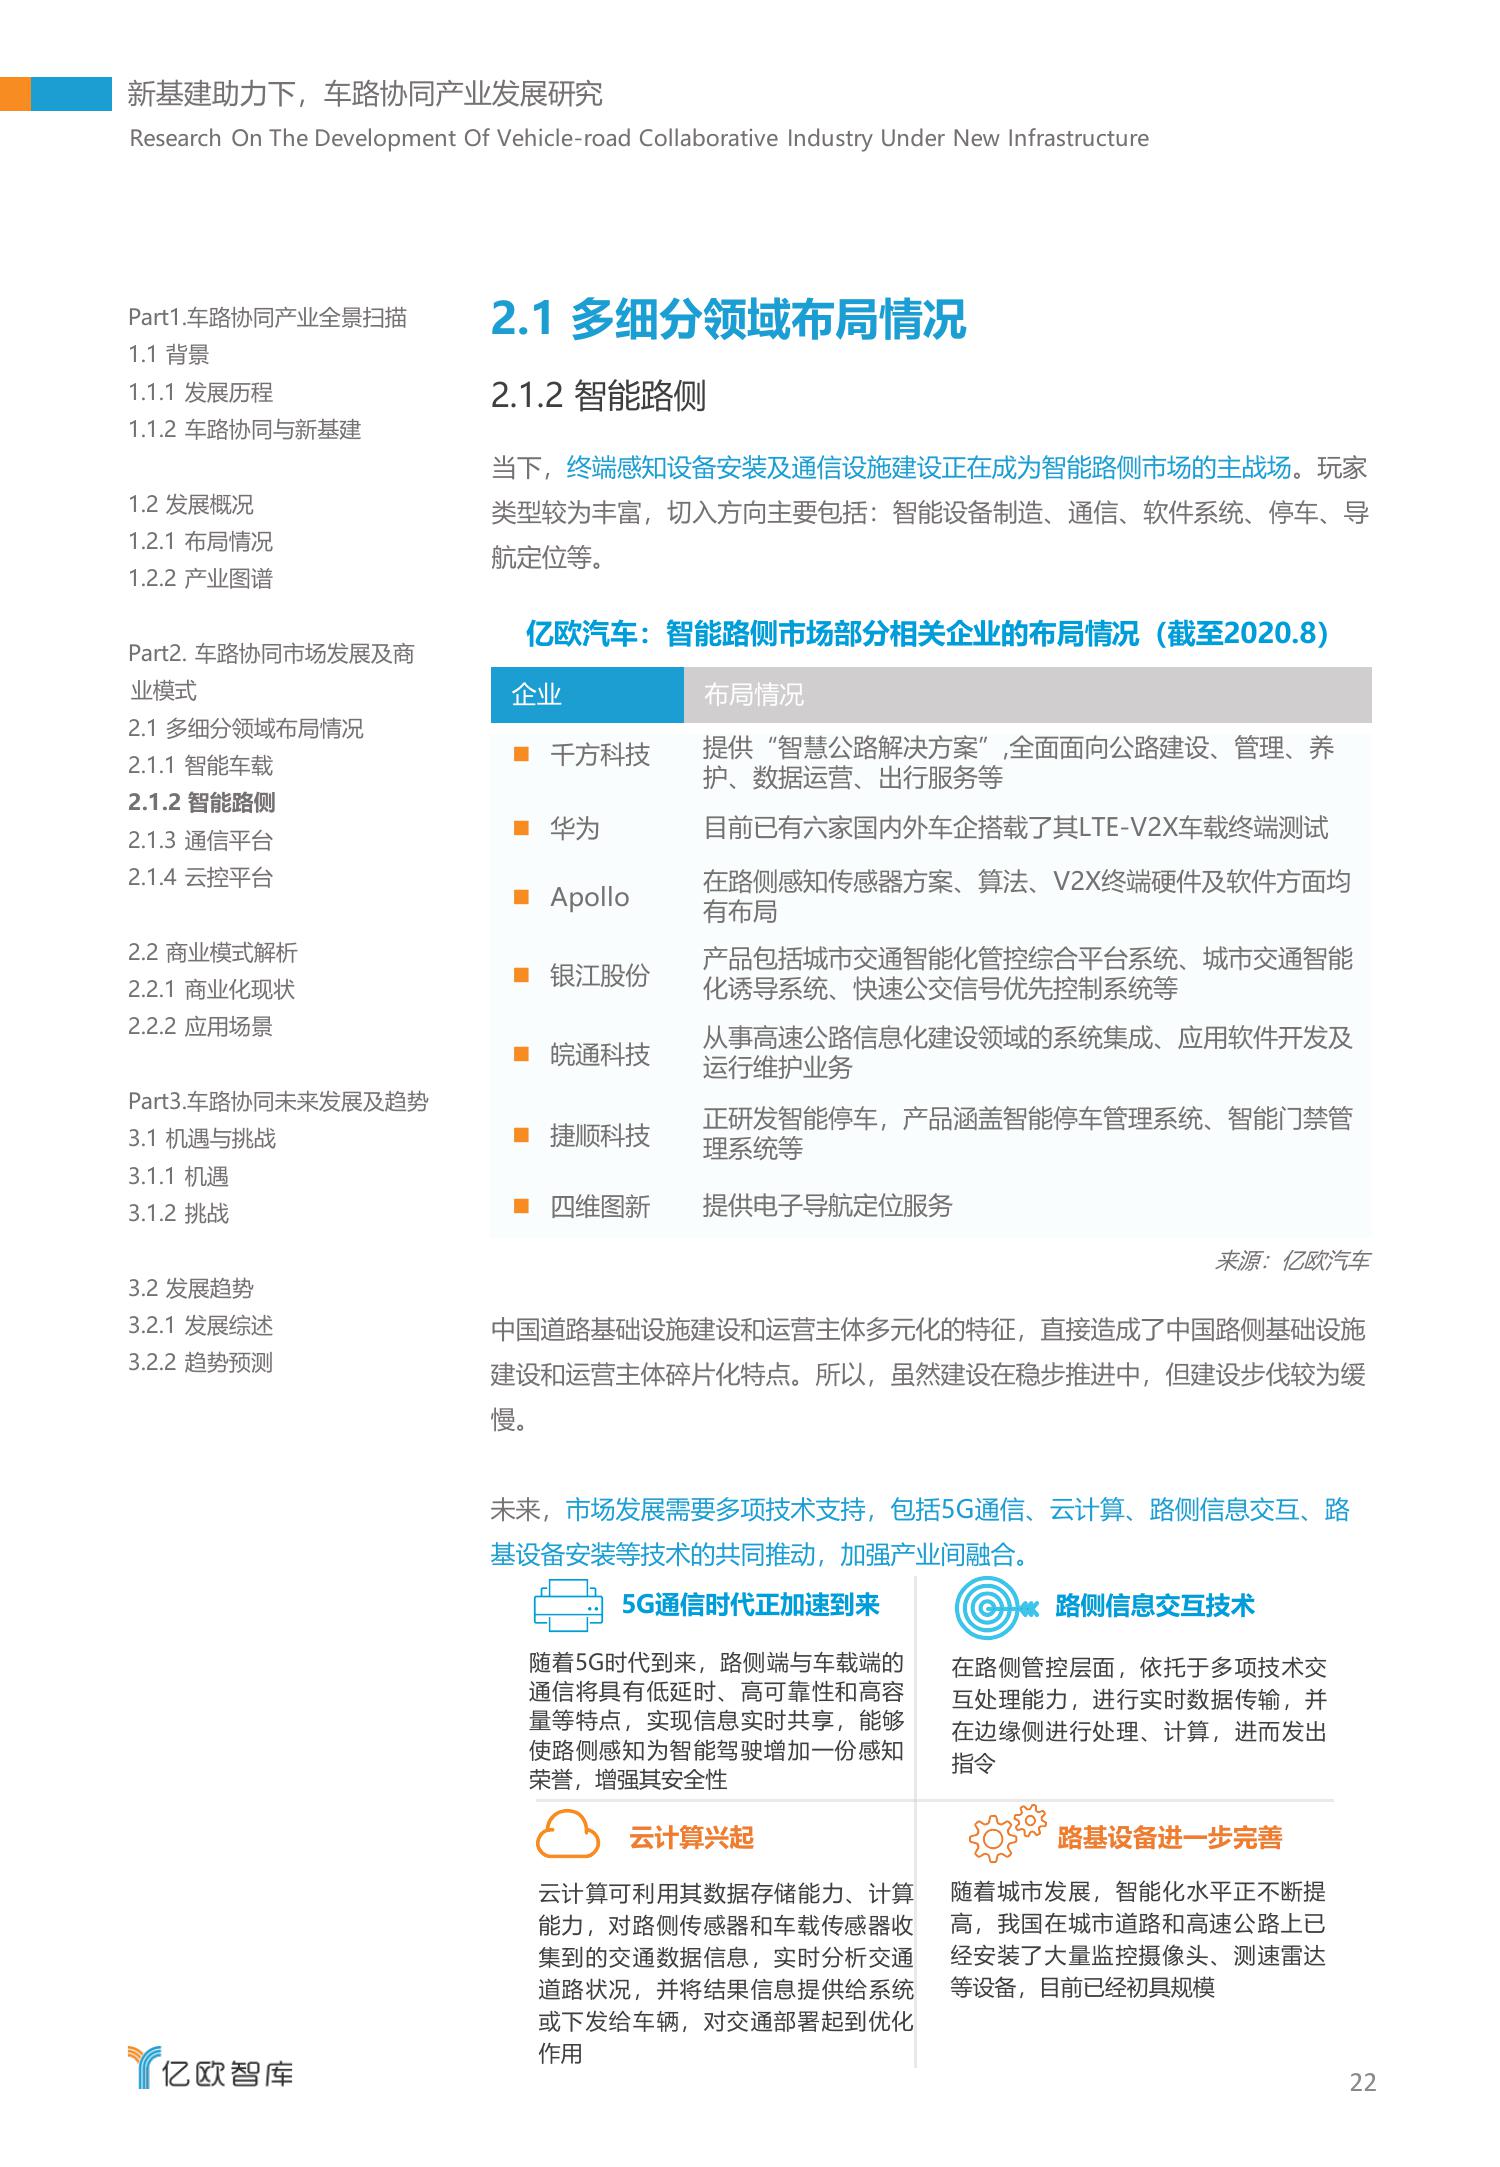 新基建助力下，车路协同产业发展研究
Research On The Development Of Vehicle-road Collaborative Industry Under New Infrastructure
Part1.车路协同产业全景扫描
1.1 背景
1.1.1 发展历程
1.1.2 车路协同与新基建
1.2 发展概况
1.2.1 布局情况
1.2.2 产业图谱
Part2. 车路协同市场发展及商
业模式
2.1 多细分领域布局情况
2.1.1 智能车载
2.1.2 智能路侧
2.1.3 通信平台
2.1.4 云控平台
2.2 商业模式解析
2.2.1 商业化现状
2.2.2 应用场景
Part3.车路协同未来发展及趋势
3.1 机遇与挑战
3.1.1 机遇
3.1.2 挑战
3.2 发展趋势
3.2.1 发展综述
3.2.2 趋势预测
2.1 多细分领域布局情况
2.1.2 智能路侧
当下，终端感知设备安装及通信设施建设正在成为智能路侧市场的主战场。玩家
类型较为丰富，切入方向主要包括：智能设备制造、通信、软件系统、停车、导
航定位等。
亿欧汽车：智能路侧市场部分相关企业的布局情况（截至2020.8）
企业 布局情况
千方科技 提供“智慧公路解决方案”,全面面向公路建设、管理、养
护、数据运营、出行服务等
华为 目前已有六家国内外车企搭载了其LTE-V2X车载终端测试
Apollo 在路侧感知传感器方案、算法、V2X终端硬件及软件方面均
有布局
银江股份 产品包括城市交通智能化管控综合平台系统、城市交通智能
化诱导系统、快速公交信号优先控制系统等
皖通科技 从事高速公路信息化建设领域的系统集成、应用软件开发及
运行维护业务
捷顺科技 正研发智能停车，产品涵盖智能停车管理系统、智能门禁管
理系统等
四维图新 提供电子导航定位服务
来源：亿欧汽车
中国道路基础设施建设和运营主体多元化的特征，直接造成了中国路侧基础设施
建设和运营主体碎片化特点。所以，虽然建设在稳步推进中，但建设步伐较为缓
慢。
未来，市场发展需要多项技术支持，包括5G通信、云计算、路侧信息交互、路
基设备安装等技术的共同推动，加强产业间融合。
5G通信时代正加速到来
随着5G时代到来，路侧端与车载端的
通信将具有低延时、高可靠性和高容
量等特点，实现信息实时共享，能够
使路侧感知为智能驾驶增加一份感知
荣誉，增强其安全性
路侧信息交互技术
在路侧管控层面，依托于多项技术交
互处理能力，进行实时数据传输，并
在边缘侧进行处理、计算，进而发出
指令
云计算兴起
云计算可利用其数据存储能力、计算
能力，对路侧传感器和车载传感器收
集到的交通数据信息，实时分析交通
道路状况，并将结果信息提供给系统
或下发给车辆，对交通部署起到优化
作用
路基设备进一步完善
随着城市发展，智能化水平正不断提
高，我国在城市道路和高速公路上已
经安装了大量监控摄像头、测速雷达
等设备，目前已经初具规模
亿欧智库
22